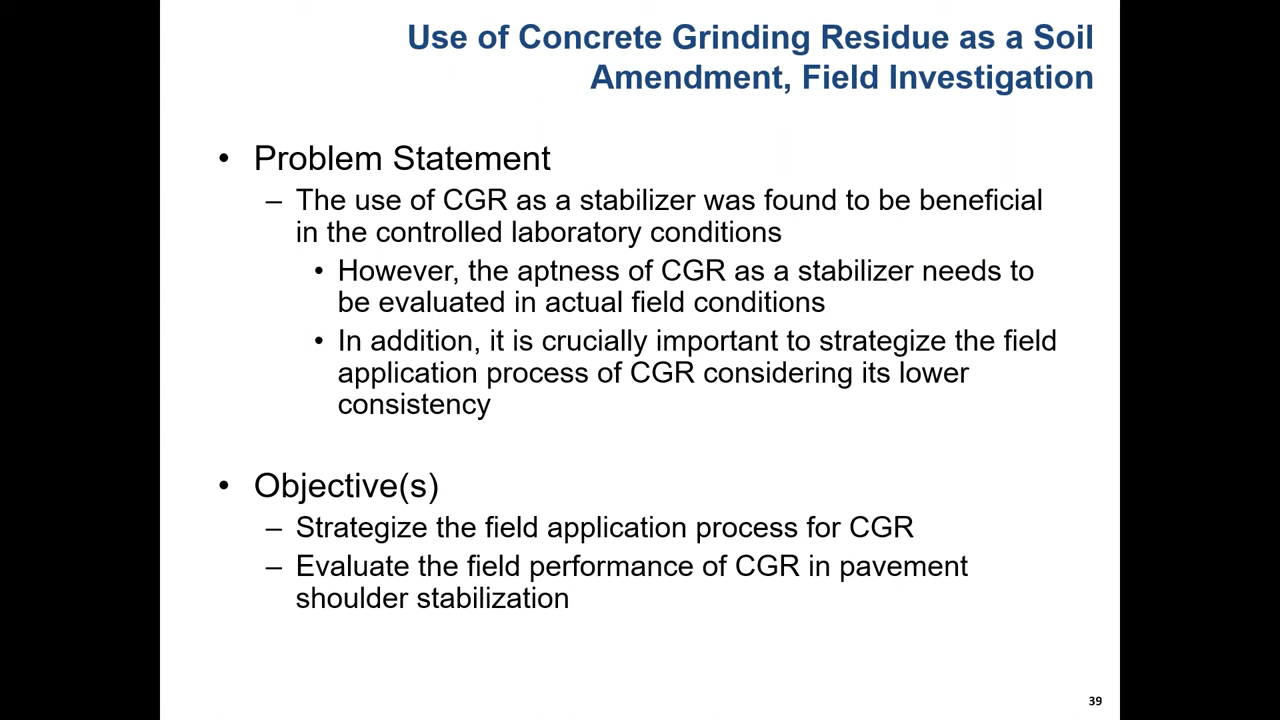 Use of Concrete Grinding Residue as a Soil
Amendment, Field Investigation
• Problem Statement
– The use of CGR as a stabilizer was found to be beneficial
in the controlled laboratory conditions
• However, the aptness of CGR as a stabilizer needs to
be evaluated in actual field conditions
• In addition, it is crucially important to strategize the field
application process of CGR considering its lower
consistency
• Objective(s)
– Strategize the field application process for CGR
– Evaluate the field performance of CGR in pavement
shoulder stabilization
39